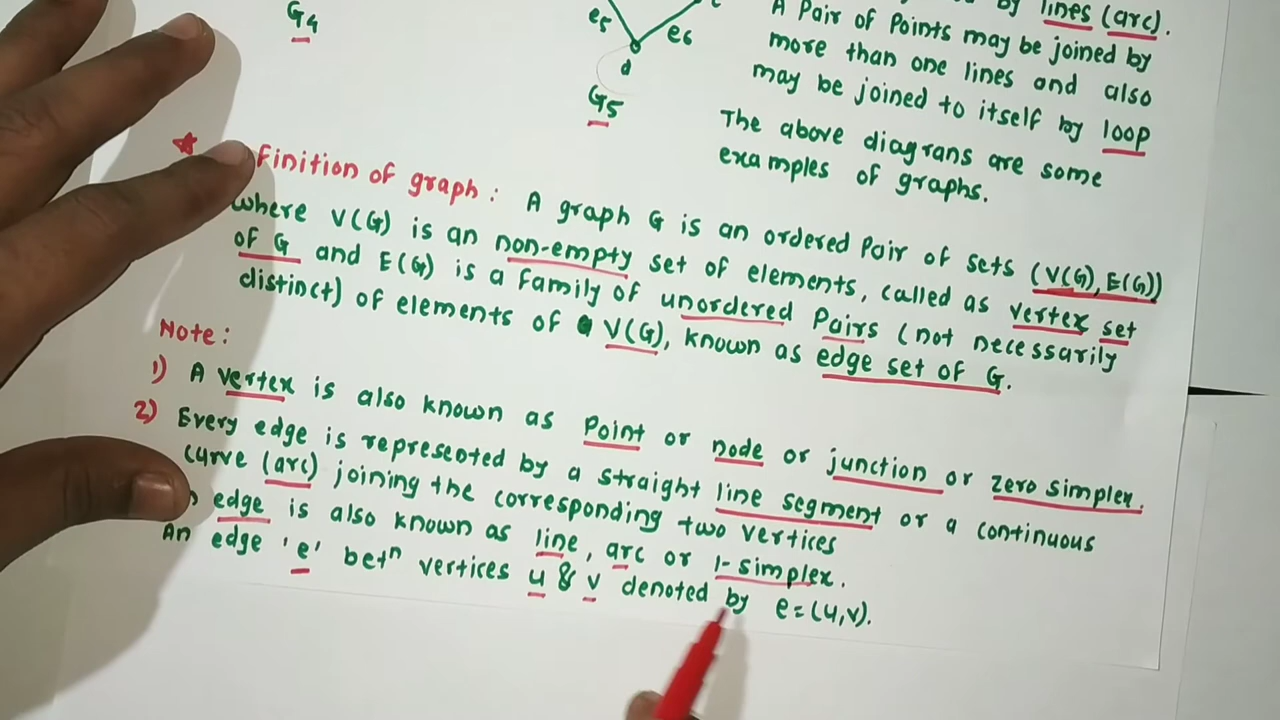 G4
e5
e6
d
G5
by lines (arc).
A Pair of Points may be joined by
more than one lines and also
may be joined to itself by loop
The above diagrans are some
examples of graphs.
finition of graph : A graph G is an ordered Pair of sets (V(G), E(G))
where V(G) is an non-empty set of elements, called as vertex set
of G and E(G) is a family of unordered Pairs (not necessarily
distinct) of elements of V(G), known as edge set of G.
Note :
1) A vertex is also known as Point or node or junction or zero simplex.
2) Every edge is represented by a straight line segment or a continuous
curve (arc) joining the corresponding two vertices
edge is also known as line, arc or 1-simplex.
An edge 'e' betn vertices u & v denoted by e=(u,v).